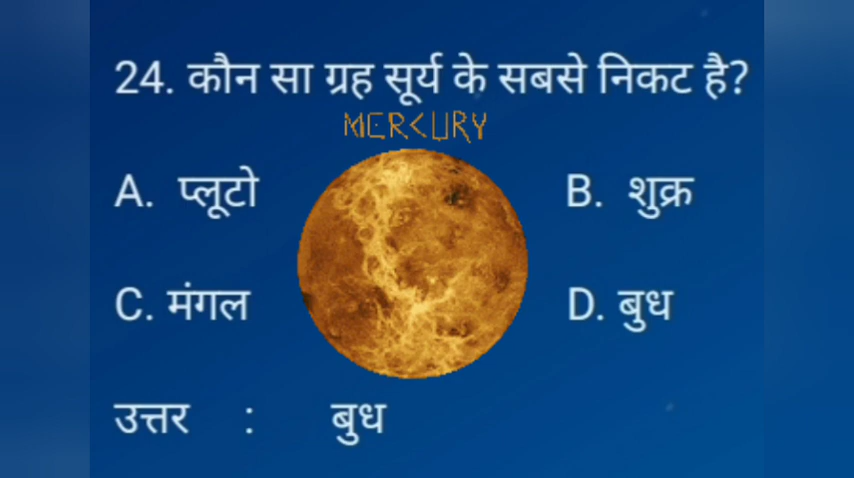 24. कौन सा ग्रह सूर्य के सबसे निकट है?
MERCURY
A. प्लूटो B. शुक्र
C. मंगल D. बुध
उत्तर : बुध